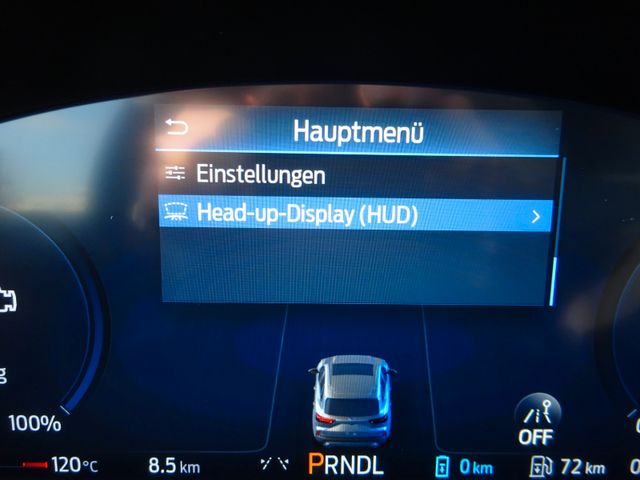 Hauptmenü
Einstellungen
Head-up-Display (HUD)
100%
OFF
120°C 8.5 km PRNDL 0 km 72 km